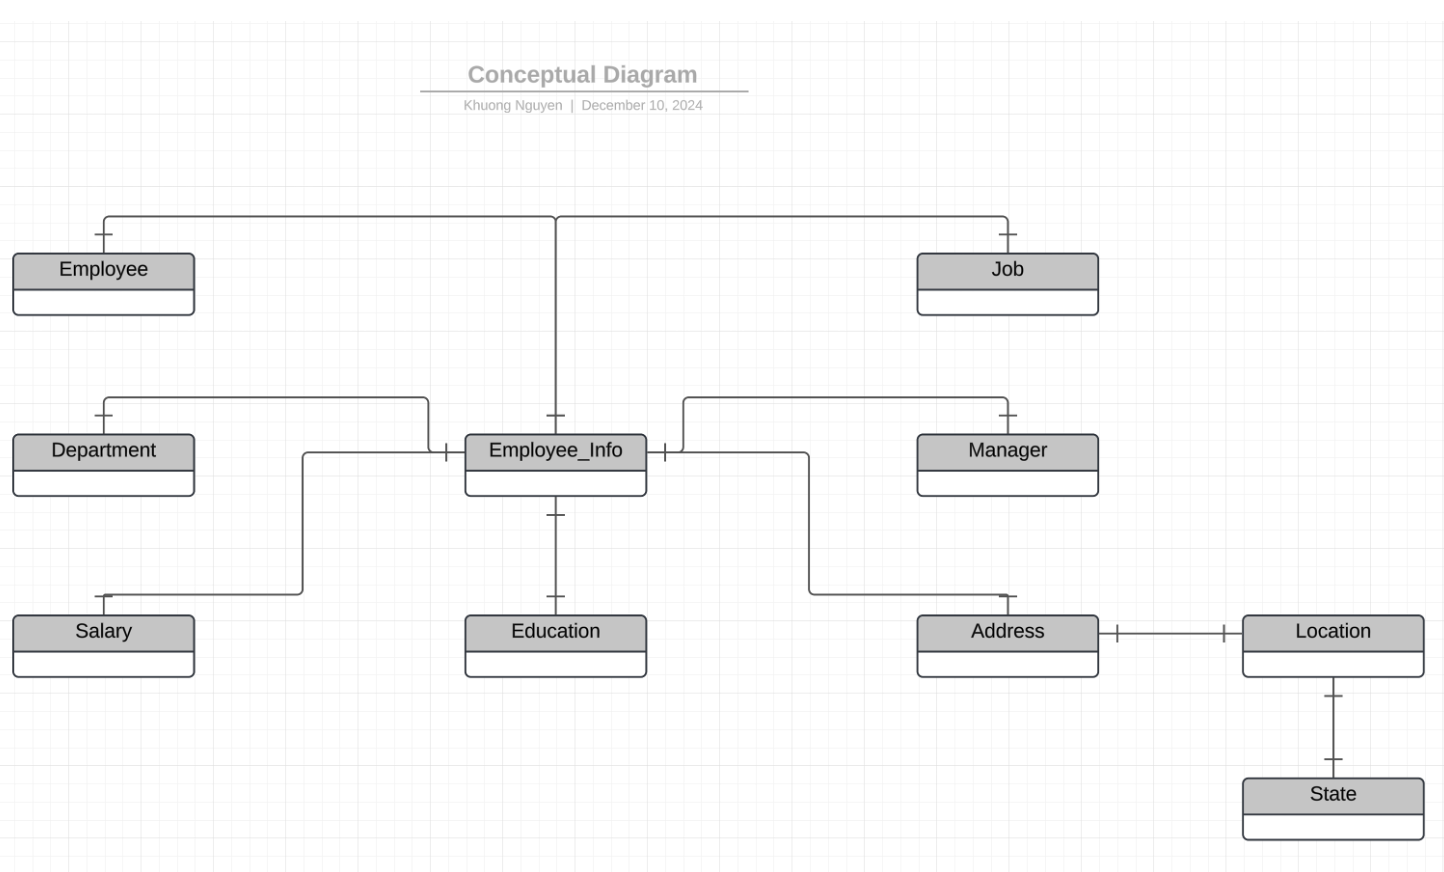 Conceptual Diagram
Khuong Nguyen | December 10, 2024
Employee
Job
Department
Employee_Info
Manager
Salary
Education
Address
Location
State